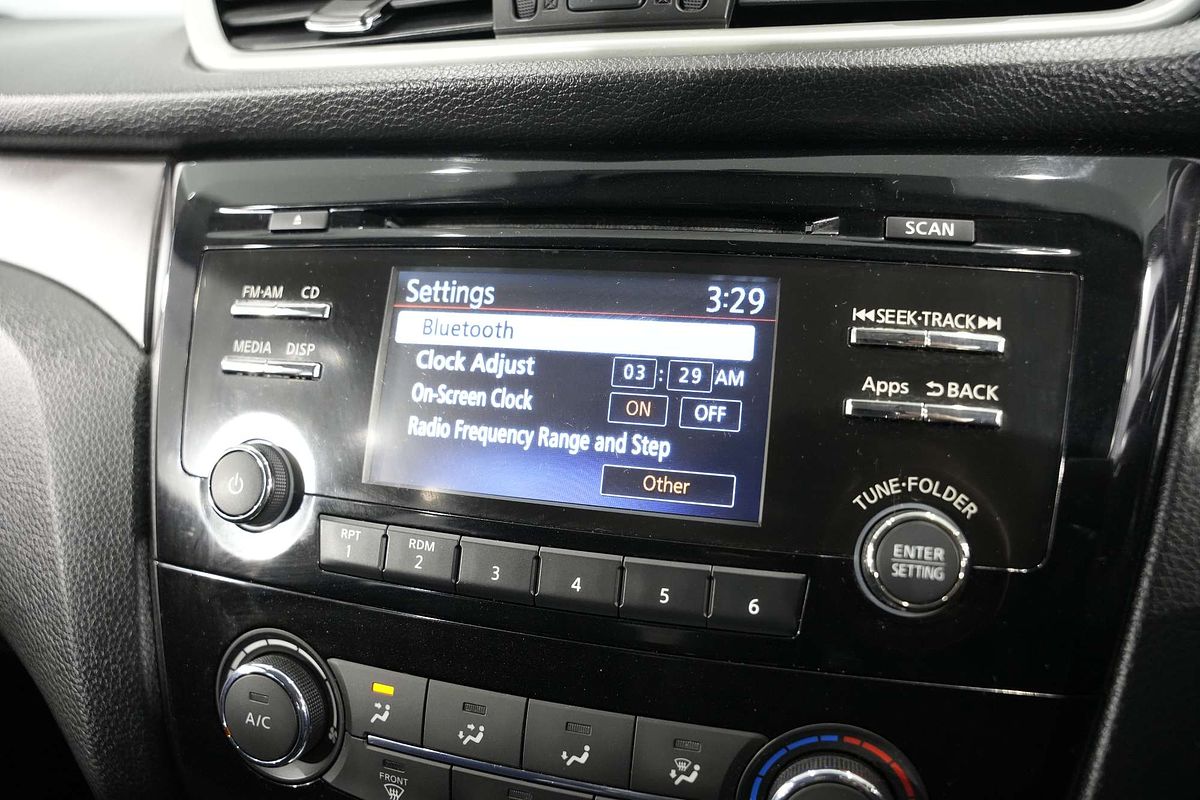 SCAN
FM·AM CD
MEDIA DISP
Settings 3:29
Bluetooth
Clock Adjust 03 : 29 AM
On-Screen Clock ON OFF
Radio Frequency Range and Step
Other
SEEK·TRACK
Apps BACK
TUNE·FOLDER
ENTER
SETTING
RPT
1
RDM
2
3
4
5
6
A/C
FRONT